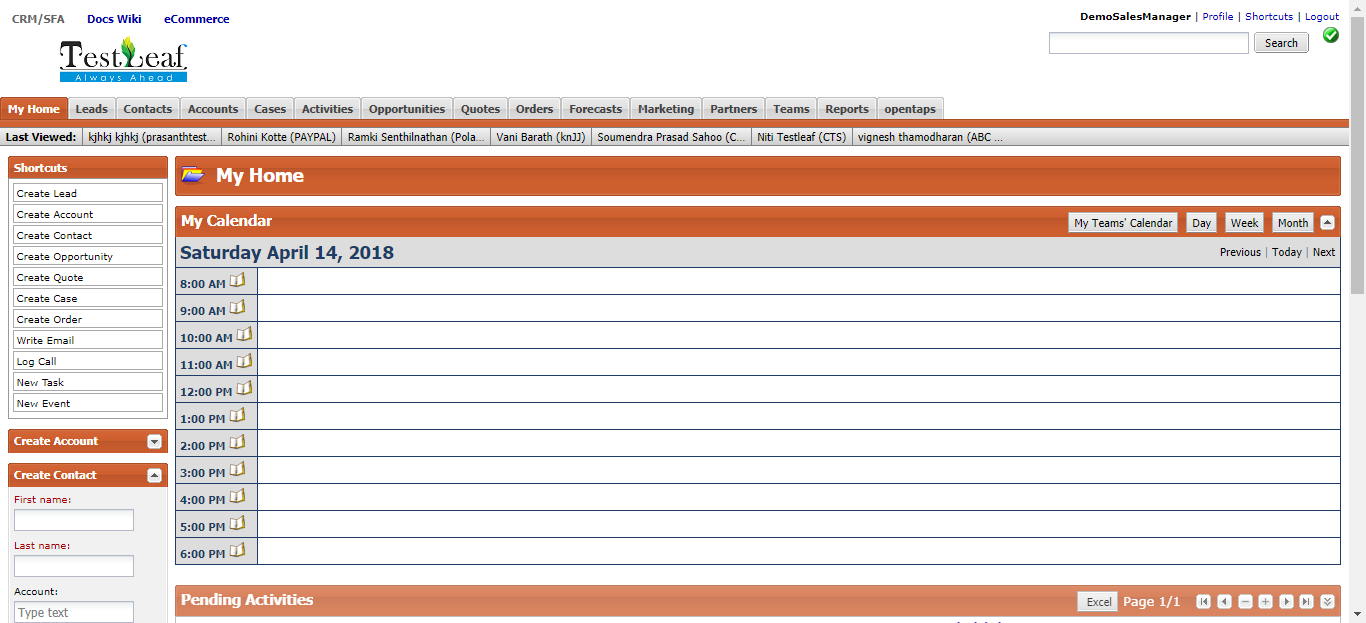 CRM/SFA Docs Wiki eCommerce
DemoSalesManager | Profile | Shortcuts | Logout
Search
TestLeaf
Always Ahead
My Home Leads Contacts Accounts Cases Activities Opportunities Quotes Orders Forecasts Marketing Partners Teams Reports opentaps
Last Viewed: kjhkj kjhkj (prasanthtest... Rohini Kotte (PAYPAL) Ramki Senthilnathan (Pola... Vani Barath (knJJ) Soumendra Prasad Sahoo (C... Niti Testleaf (CTS) vignesh thamodharan (ABC ...
Shortcuts
Create Lead
Create Account
Create Contact
Create Opportunity
Create Quote
Create Case
Create Order
Write Email
Log Call
New Task
New Event
Create Account
Create Contact
First name:
Last name:
Account:
Type text
My Home
My Calendar
My Teams' Calendar Day Week Month
Saturday April 14, 2018
Previous | Today | Next
8:00 AM
9:00 AM
10:00 AM
11:00 AM
12:00 PM
1:00 PM
2:00 PM
3:00 PM
4:00 PM
5:00 PM
6:00 PM
Pending Activities
Excel Page 1/1